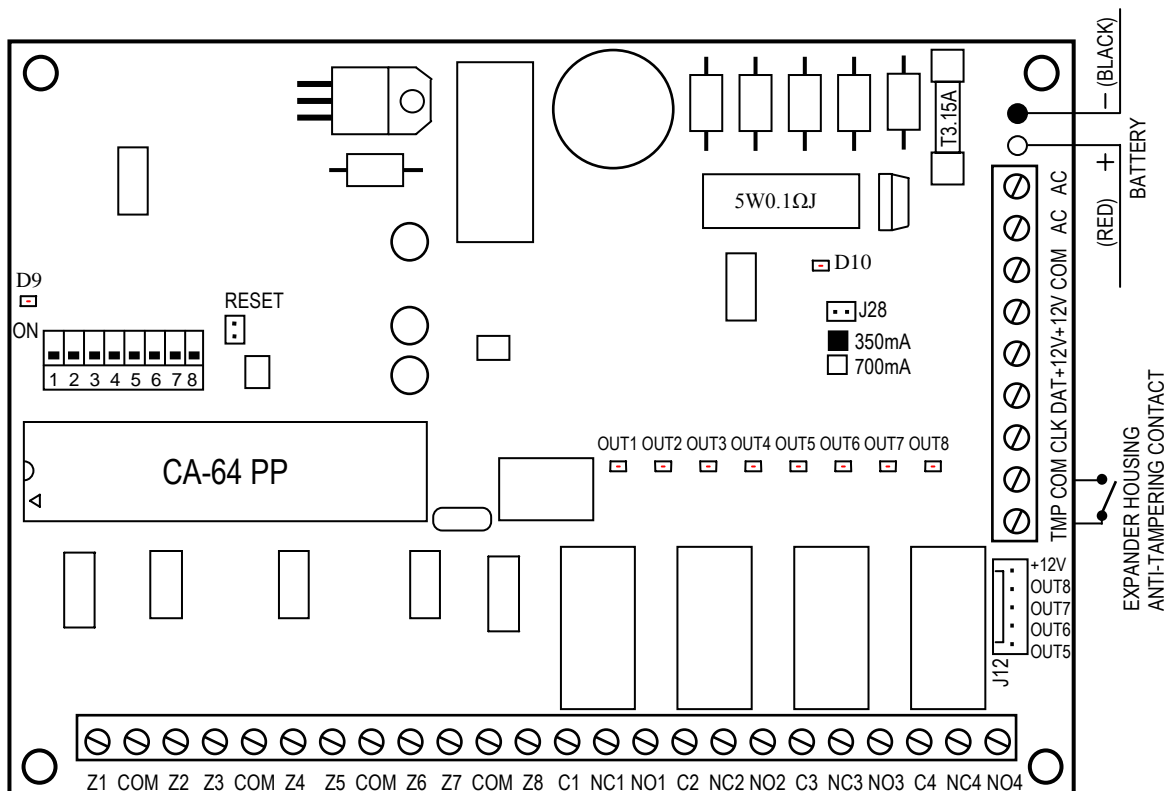 – (BLACK)
BATTERY
(RED) +
T3.15A
5W0.1ΩJ
D10
D9
RESET
J28
ON
350mA
700mA
1 2 3 4 5 6 7 8
AC
AC
COM
+12V
+12V
DAT
CLK
COM
TMP
OUT1 OUT2 OUT3 OUT4 OUT5 OUT6 OUT7 OUT8
CA-64 PP
EXPANDER HOUSING
ANTI-TAMPERING CONTACT
+12V
OUT8
OUT7
OUT6
OUT5
J12
Z1 COM Z2 Z3 COM Z4 Z5 COM Z6 Z7 COM Z8 C1 NC1 NO1 C2 NC2 NO2 C3 NC3 NO3 C4 NC4 NO4